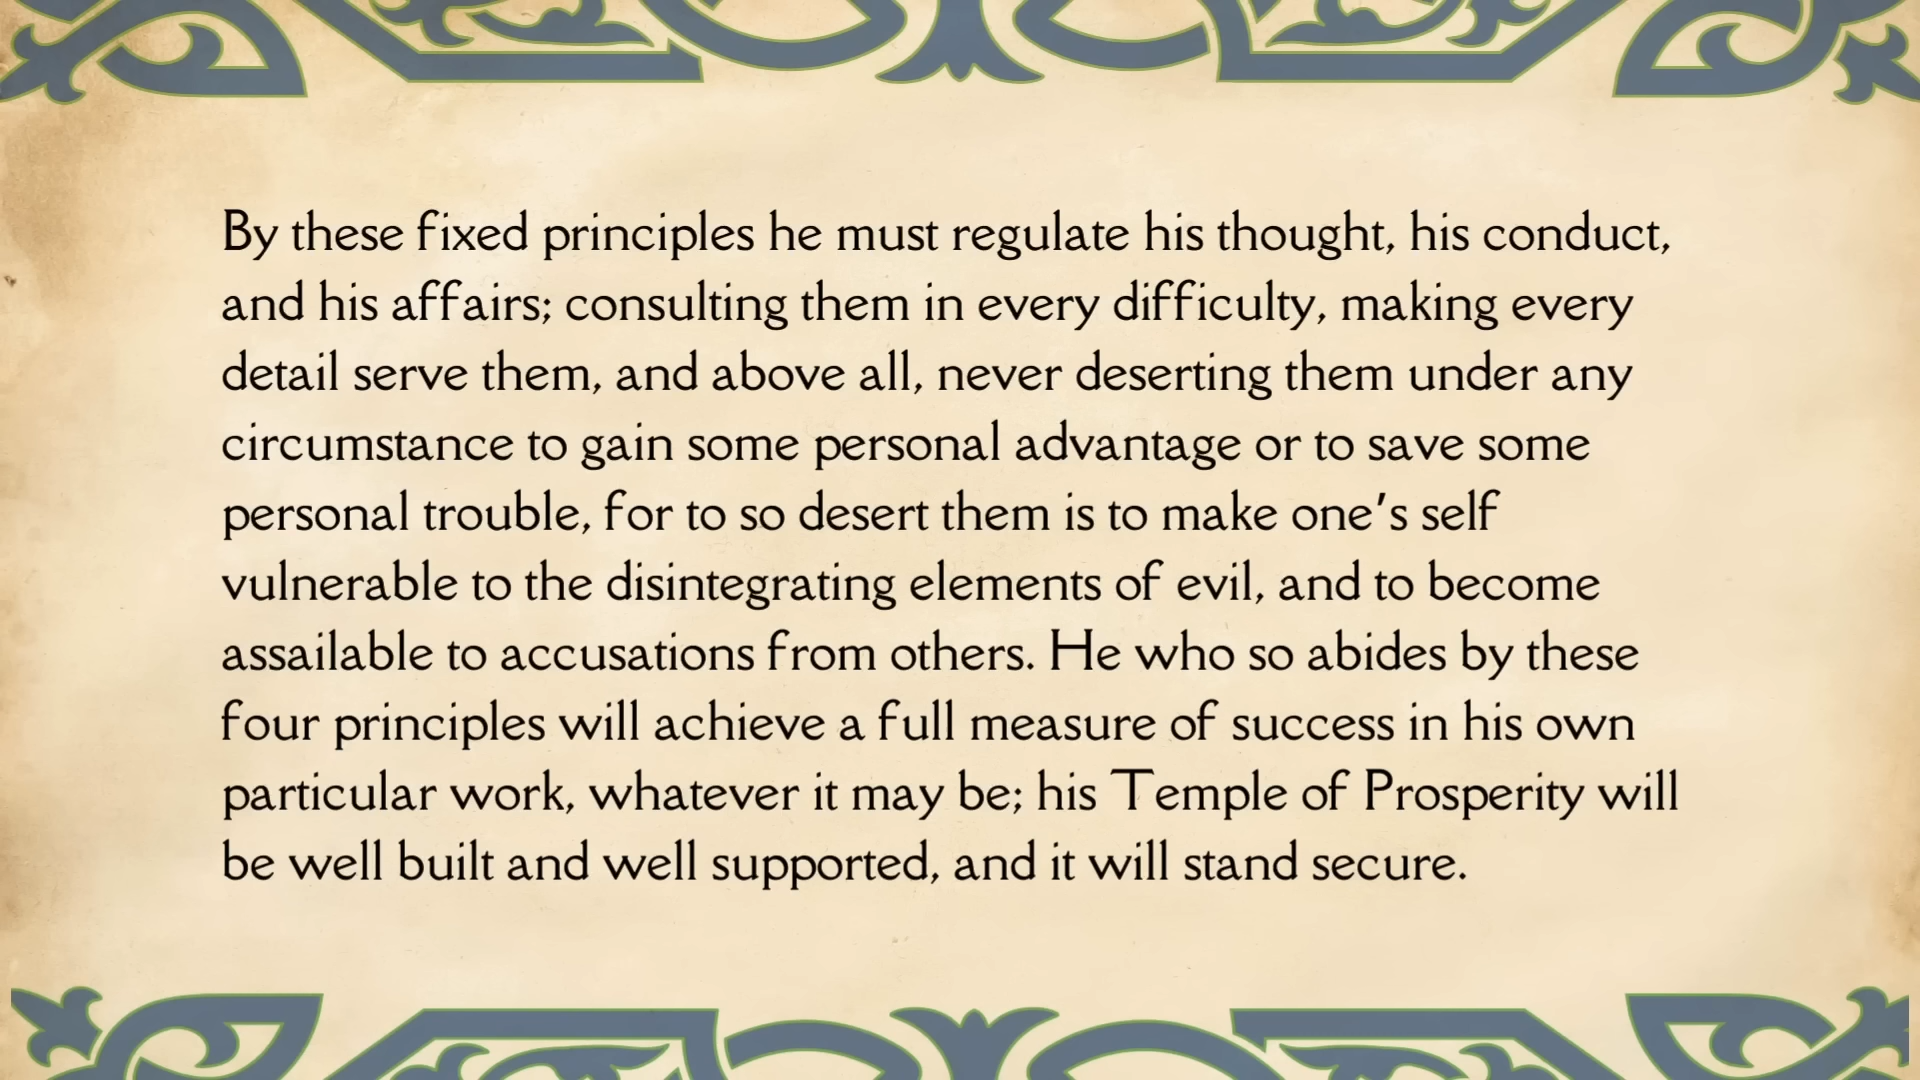 By these fixed principles he must regulate his thought, his conduct,
and his affairs; consulting them in every difficulty, making every
detail serve them, and above all, never deserting them under any
circumstance to gain some personal advantage or to save some
personal trouble, for to so desert them is to make one's self
vulnerable to the disintegrating elements of evil, and to become
assailable to accusations from others. He who so abides by these
four principles will achieve a full measure of success in his own
particular work, whatever it may be; his Temple of Prosperity will
be well built and well supported, and it will stand secure.